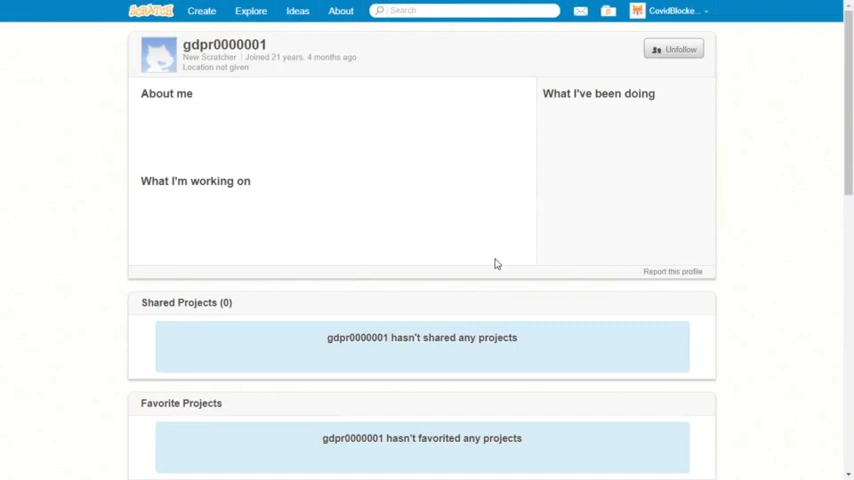 SCRATCH Create Explore Ideas About Search CovidBlocke...
gdpr0000001
New Scratcher | Joined 21 years, 4 months ago
Location not given
Unfollow
About me
What I've been doing
What I'm working on
Report this profile
Shared Projects (0)
gdpr0000001 hasn't shared any projects
Favorite Projects
gdpr0000001 hasn't favorited any projects